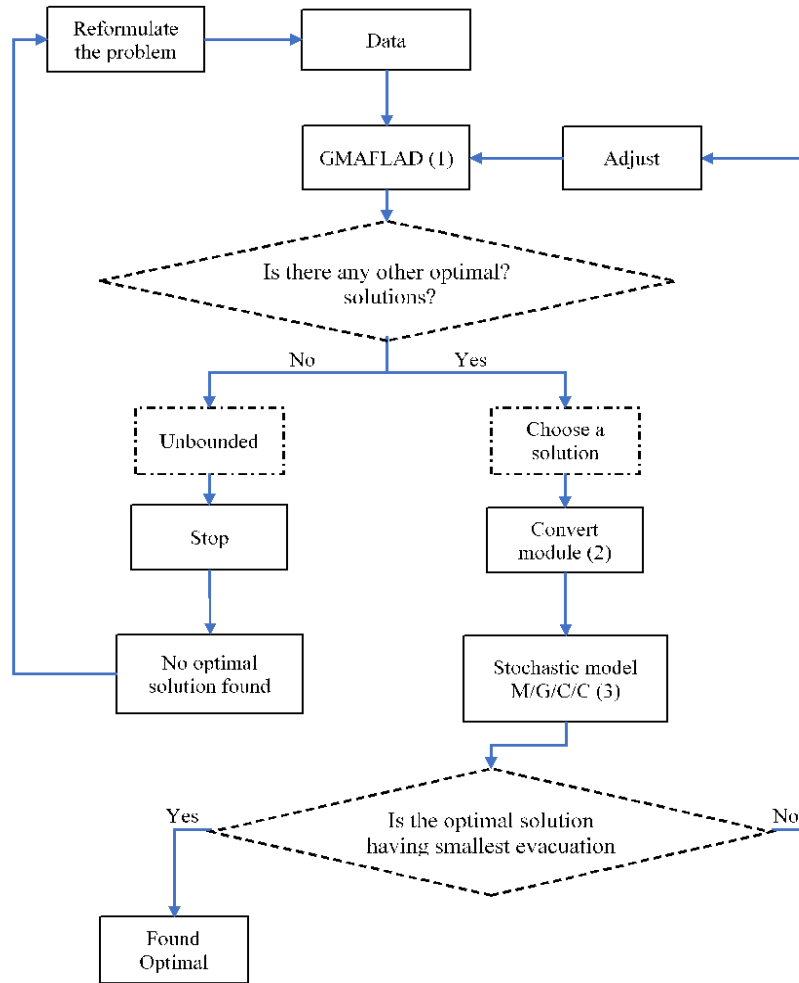 Reformulate
the problem
Data
GMAFLAD (1)
Adjust
Is there any other optimal?
solutions?
No
Yes
Unbounded
Choose a
solution
Stop
Convert
module (2)
No optimal
solution found
Stochastic model
M/G/C/C (3)
Yes
Is the optimal solution
having smallest evacuation
No
Found
Optimal